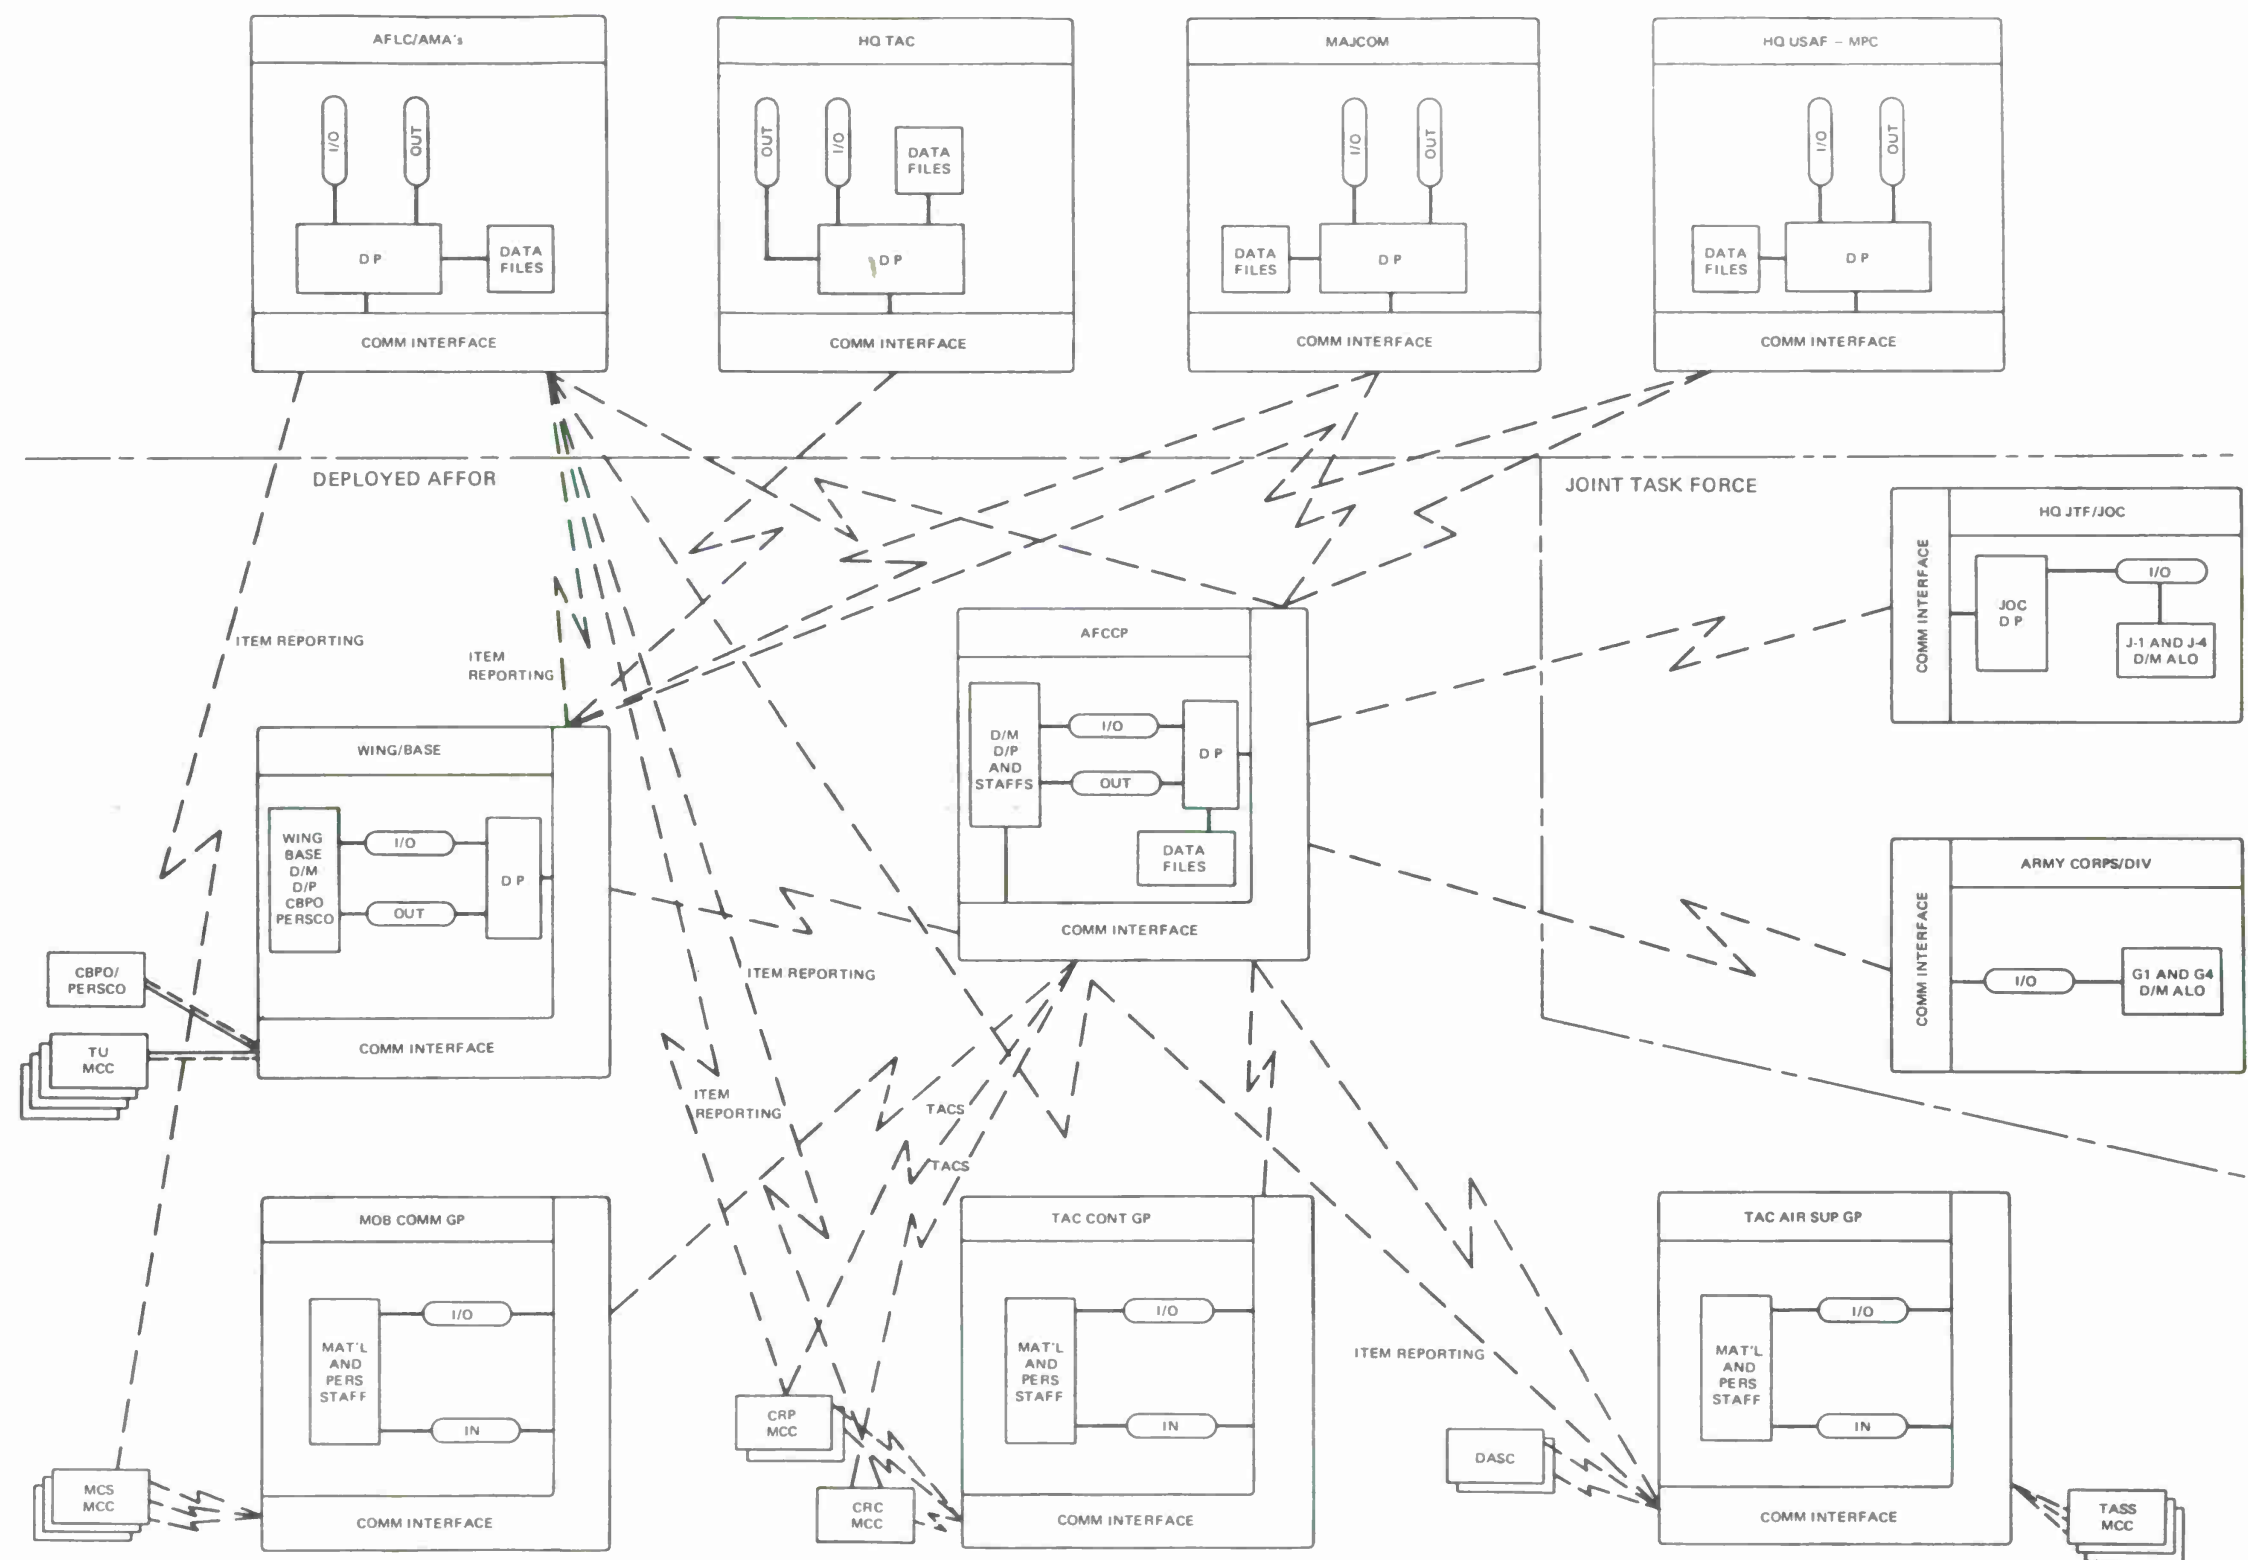 AFLC/AMA's
I/O
OUT
DP
DATA
FILES
COMM INTERFACE
HQ TAC
OUT
I/O
DATA
FILES
DP
COMM INTERFACE
MAJCOM
I/O
OUT
DATA
FILES
DP
COMM INTERFACE
HQ USAF – MPC
I/O
OUT
DATA
FILES
DP
COMM INTERFACE
DEPLOYED AFFOR
JOINT TASK FORCE
COMM INTERFACE
HQ JTF/JOC
JOC
DP
I/O
J-1 AND J-4
D/M ALO
ITEM REPORTING
ITEM
REPORTING
AFCCP
D/M
D/P
AND
STAFFS
I/O
OUT
DP
DATA
FILES
COMM INTERFACE
WING/BASE
WING
BASE
D/M
D/P
CBPO
PERSCO
I/O
OUT
DP
COMM INTERFACE
COMM INTERFACE
ARMY CORPS/DIV
I/O
G1 AND G4
D/M ALO
CBPO/
PERSCO
TU
MCC
ITEM REPORTING
ITEM
REPORTING
TACS
TACS
MOB COMM GP
MAT'L
AND
PERS
STAFF
I/O
IN
COMM INTERFACE
TAC CONT GP
MAT'L
AND
PERS
STAFF
I/O
IN
COMM INTERFACE
TAC AIR SUP GP
MAT'L
AND
PERS
STAFF
I/O
IN
COMM INTERFACE
ITEM REPORTING
CRP
MCC
CRC
MCC
MCS
MCC
DASC
TASS
MCC